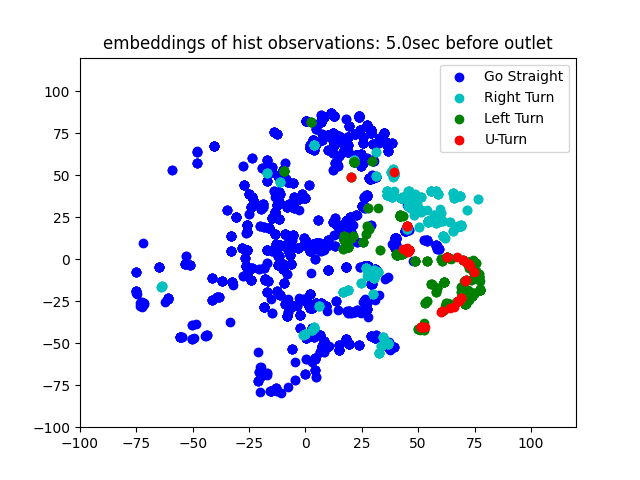 embeddings of hist observations: 5.0sec before outlet
Go Straight
Right Turn
Left Turn
U-Turn
100
75
50
25
0
−25
−50
−75
−100
−100 −75 −50 −25 0 25 50 75 100